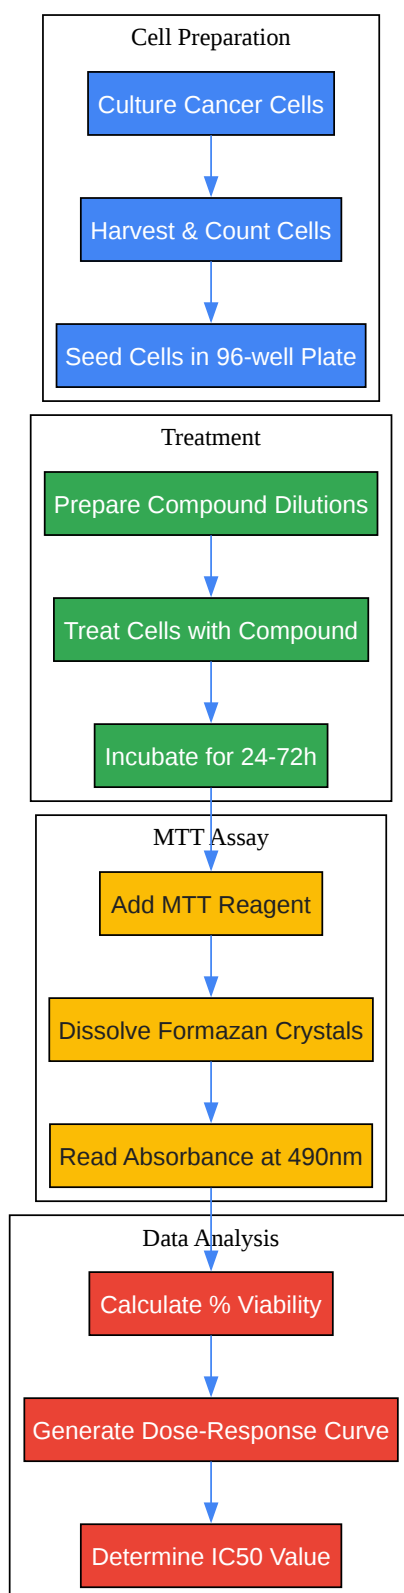 Cell Preparation
Culture Cancer Cells
Harvest & Count Cells
Seed Cells in 96-well Plate
Treatment
Prepare Compound Dilutions
Treat Cells with Compound
Incubate for 24-72h
MTT Assay
Add MTT Reagent
Dissolve Formazan Crystals
Read Absorbance at 490nm
Data Analysis
Calculate % Viability
Generate Dose-Response Curve
Determine IC50 Value